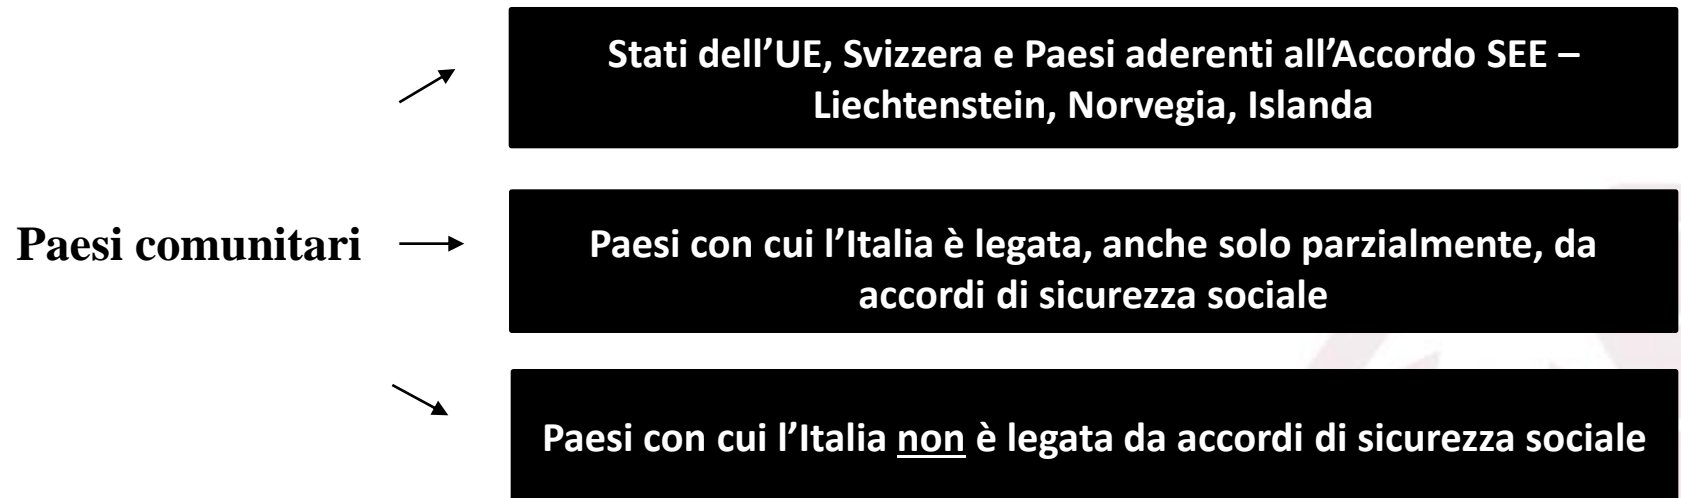 Stati dell’UE, Svizzera e Paesi aderenti all’Accordo SEE –
Liechtenstein, Norvegia, Islanda
Paesi comunitari
Paesi con cui l’Italia è legata, anche solo parzialmente, da
accordi di sicurezza sociale
Paesi con cui l’Italia non è legata da accordi di sicurezza sociale